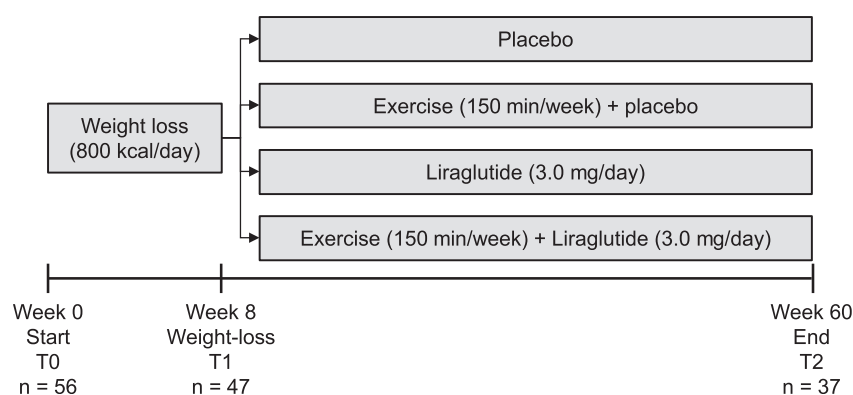 Placebo
Exercise (150 min/week) + placebo
Weight loss
(800 kcal/day)
Liraglutide (3.0 mg/day)
Exercise (150 min/week) + Liraglutide (3.0 mg/day)
Week 0
Start
T0
n = 56
Week 8
Weight-loss
T1
n = 47
Week 60
End
T2
n = 37